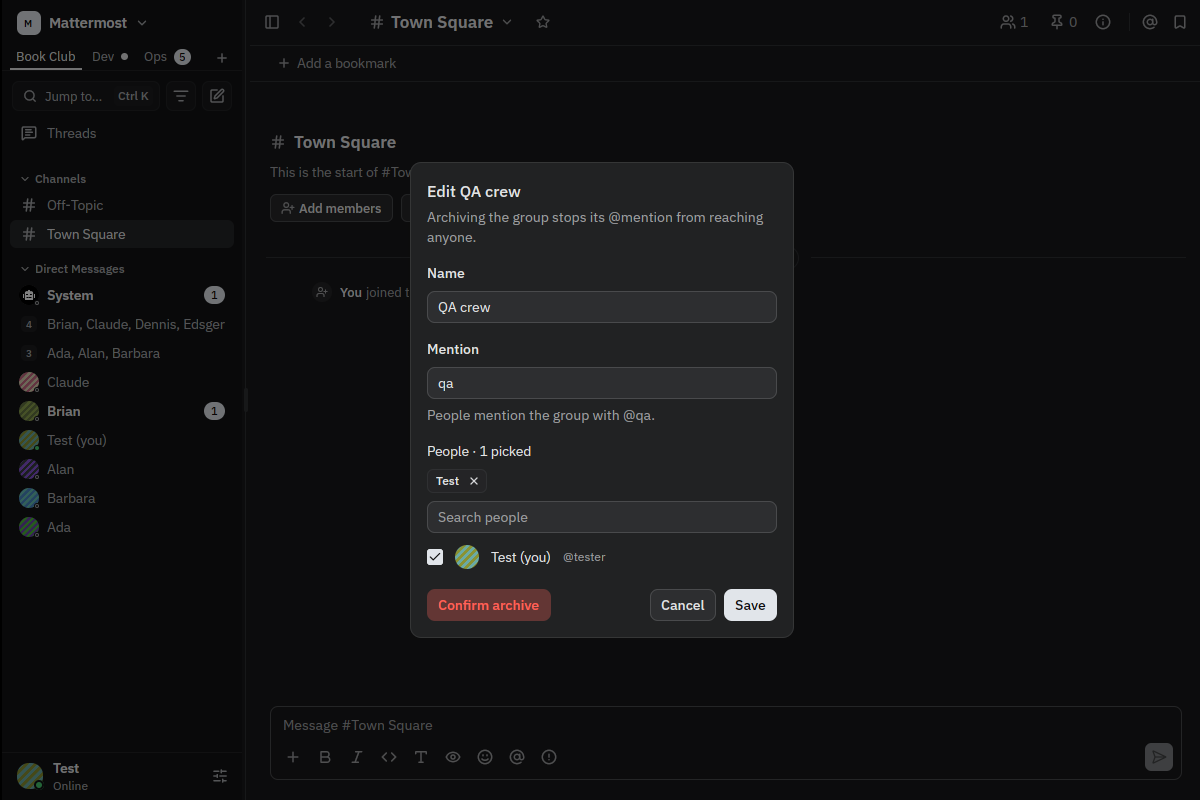 M Mattermost
Book Club Dev Ops 5
Jump to... Ctrl K
Threads
Channels
Off-Topic
Town Square
Direct Messages
System 1
4 Brian, Claude, Dennis, Edsger
3 Ada, Alan, Barbara
Claude
Brian 1
Test (you)
Alan
Barbara
Ada
Test
Online
Town Square
1
0
Add a bookmark
Town Square
This is the start of #Tow
Add members
You joined t
Edit QA crew
Archiving the group stops its @mention from reaching
anyone.
Name
QA crew
Mention
qa
People mention the group with @qa.
People · 1 picked
Test
Search people
Test (you) @tester
Confirm archive Cancel Save
Message #Town Square